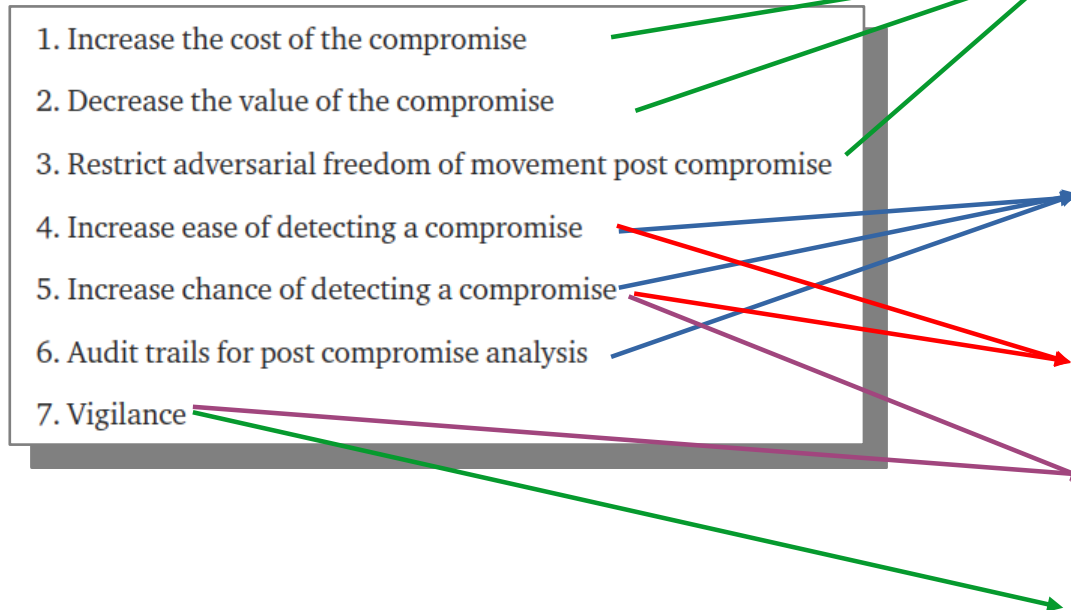 1. Increase the cost of the compromise
2. Decrease the value of the compromise
3. Restrict adversarial freedom of movement post compromise
4. Increase ease of detecting a compromise
5. Increase chance of detecting a compromise
6. Audit trails for post compromise analysis
7. Vigilance